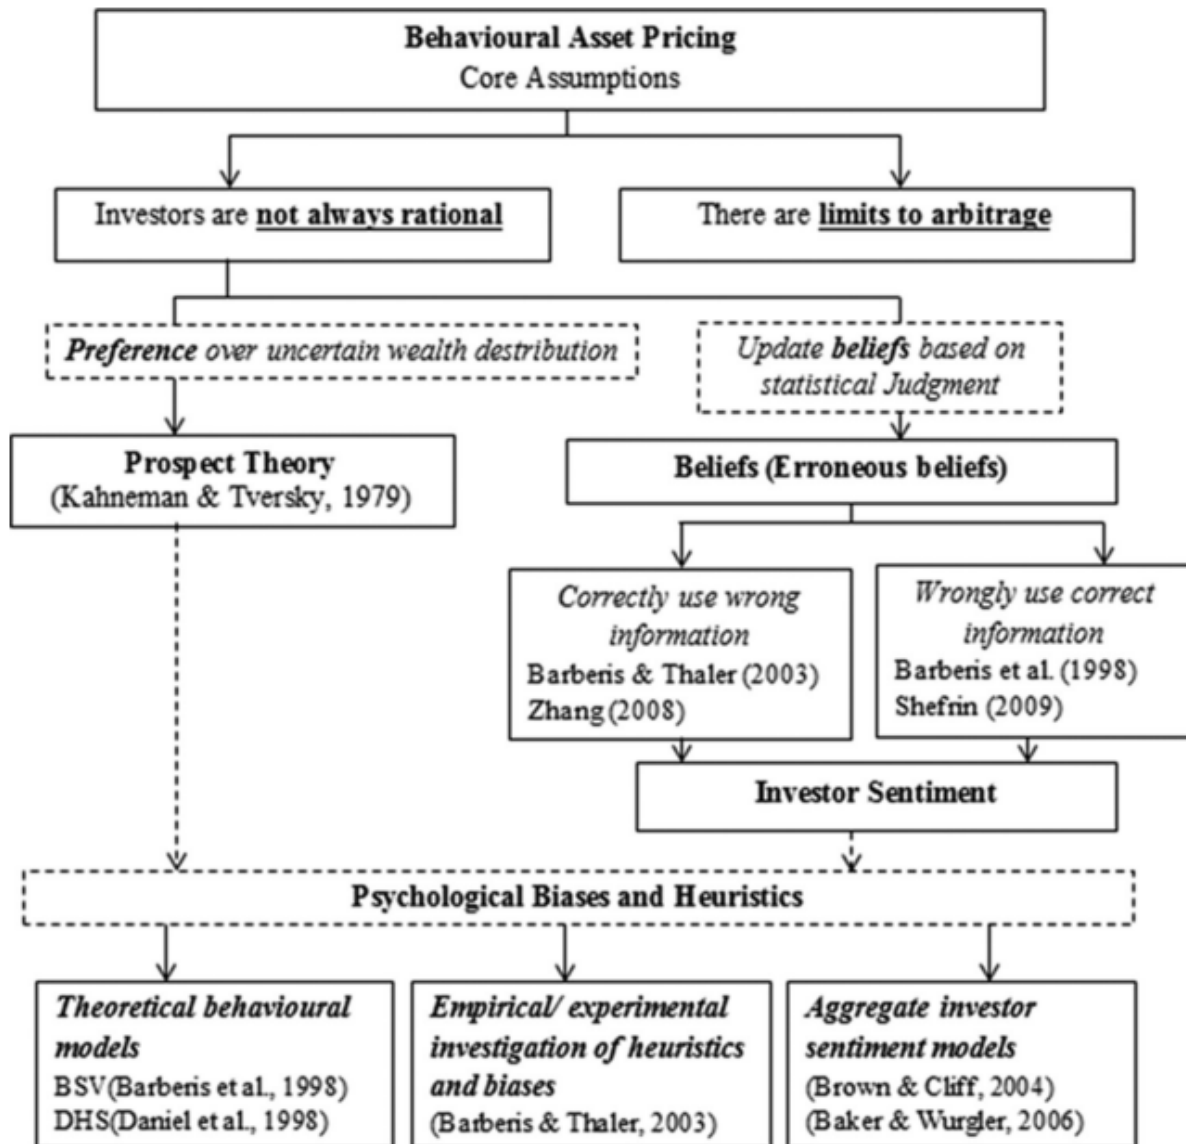 Behavioural Asset Pricing
Core Assumptions
Investors are not always rational
There are limits to arbitrage
Preference over uncertain wealth destribution
Update beliefs based on
statistical Judgment
Prospect Theory
(Kahneman & Tversky, 1979)
Beliefs (Erroneous beliefs)
Correctly use wrong
information
Barberis & Thaler (2003)
Zhang (2008)
Wrongly use correct
information
Barberis et al. (1998)
Shefrin (2009)
Investor Sentiment
Psychological Biases and Heuristics
Theoretical behavioural
models
BSV(Barberis et al., 1998)
DHS(Daniel et al., 1998)
Empirical/ experimental
investigation of heuristics
and biases
(Barberis & Thaler, 2003)
Aggregate investor
sentiment models
(Brown & Cliff, 2004)
(Baker & Wurgler, 2006)